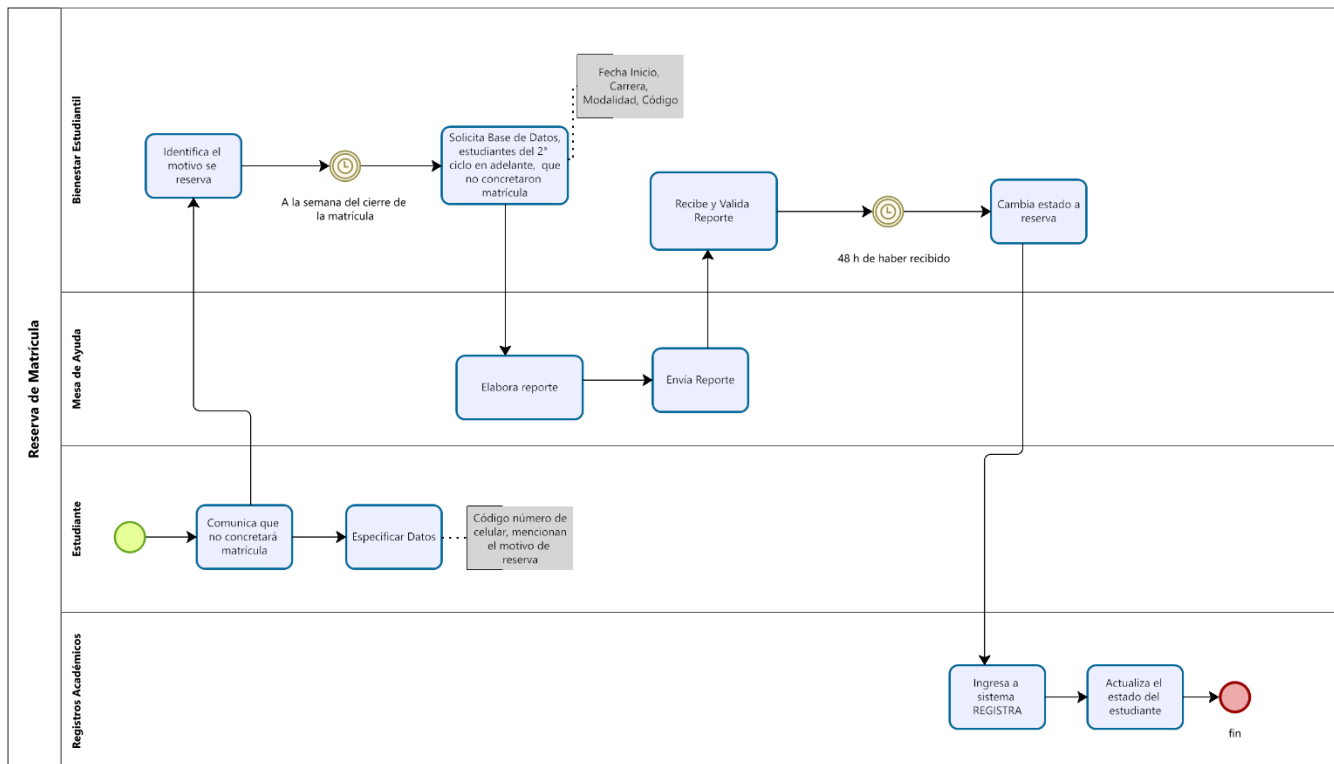 Reserva de Matrícula
Bienestar Estudiantil
Identifica el
motivo se
reserva
A la semana del cierre de
la matrícula
Solicita Base de Datos,
estudiantes del 2°
ciclo en adelante, que
no concretaron
matrícula
Fecha Inicio,
Carrera,
Modalidad, Código
Recibe y Valida
Reporte
48 h de haber recibido
Cambia estado a
reserva
Mesa de Ayuda
Elabora reporte
Envía Reporte
Estudiante
Comunica que
no concretará
matrícula
Especificar Datos
Código número de
celular, mencionan
el motivo de
reserva
Registros Académicos
Ingresa a
sistema
REGISTRA
Actualiza el
estado del
estudiante
fin